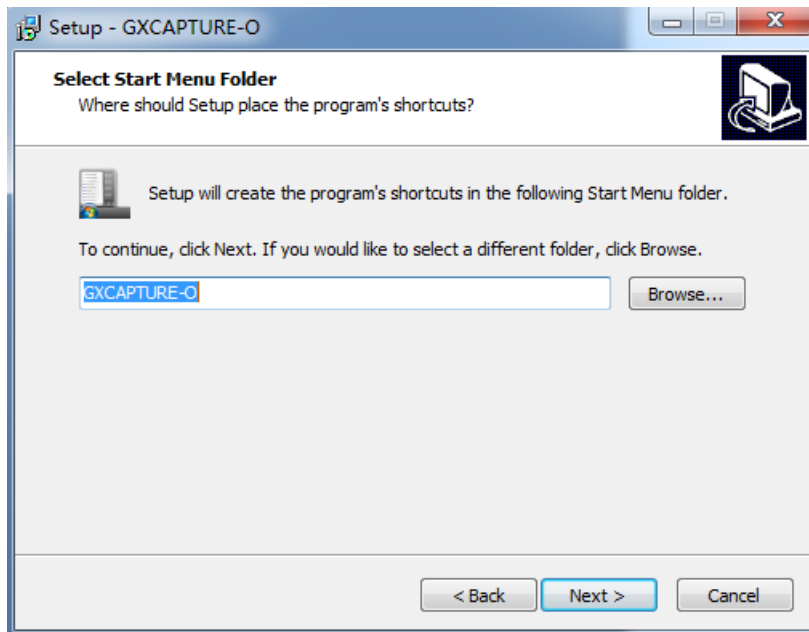 Setup - GXCAPTURE-O
Select Start Menu Folder
Where should Setup place the program's shortcuts?
Setup will create the program's shortcuts in the following Start Menu folder.
To continue, click Next. If you would like to select a different folder, click Browse.
GXCAPTURE-O
Browse...
< Back
Next >
Cancel